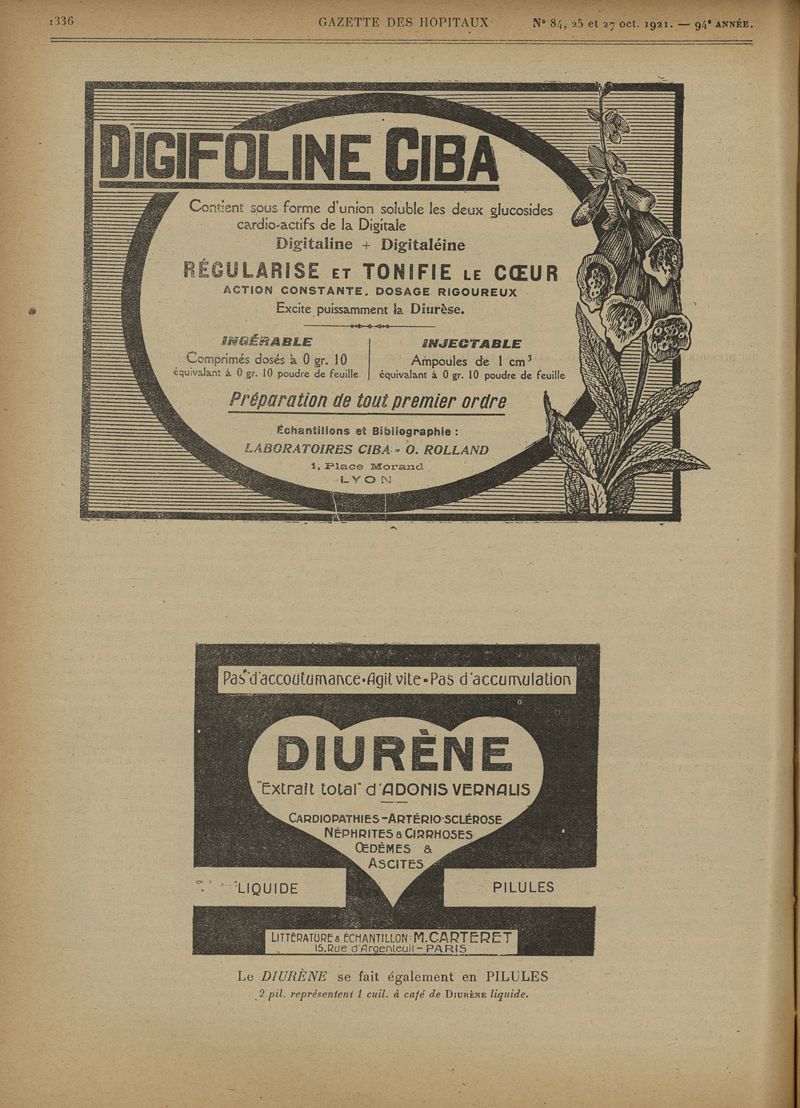 1336 GAZETTE DES HOPITAUX N° 84, 25 et 27 oct. 1921. — 94e ANNÉE.
DIGIFOLINE CIBA
Contient sous forme d'union soluble les deux glucosides
cardio-actifs de la Digitale
Digitaline + Digitaléine
RÉGULARISE ET TONIFIE LE CŒUR
ACTION CONSTANTE, DOSAGE RIGOUREUX
Excite puissamment la Diurèse.
INGÉRABLE
Comprimés dosés à 0 gr. 10
équivalant à 0 gr. 10 poudre de feuille
INJECTABLE
Ampoules de 1 cm³
équivalant à 0 gr. 10 poudre de feuille
Préparation de tout premier ordre
Échantillons et Bibliographie :
LABORATOIRES CIBA - O. ROLLAND
1, Place Morand
LYON
Pas d'accoutumance-Agit vite-Pas d'accumulation
DIURÈNE
"Extrait total" d'ADONIS VERNALIS
CARDIOPATHIES-ARTÉRIO-SCLÉROSE
NÉPHRITES & CIRRHOSES
ŒDÈMES &
ASCITES
LIQUIDE PILULES
LITTÉRATURE & ÉCHANTILLON: M. CARTERET
15, Rue d'Argenteuil - PARIS
Le DIURÈNE se fait également en PILULES
2 pil. représentent 1 cuil. à café de DIURÈNE liquide.